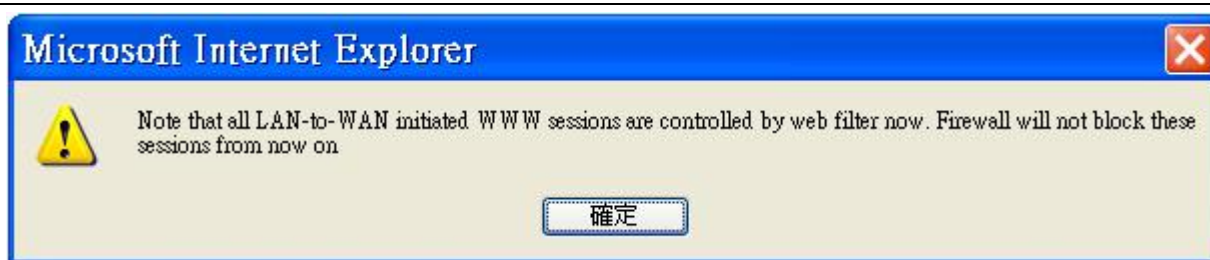 Microsoft Internet Explorer
Note that all LAN-to-WAN initiated WWW sessions are controlled by web filter now. Firewall will not block these
sessions from now on
確定